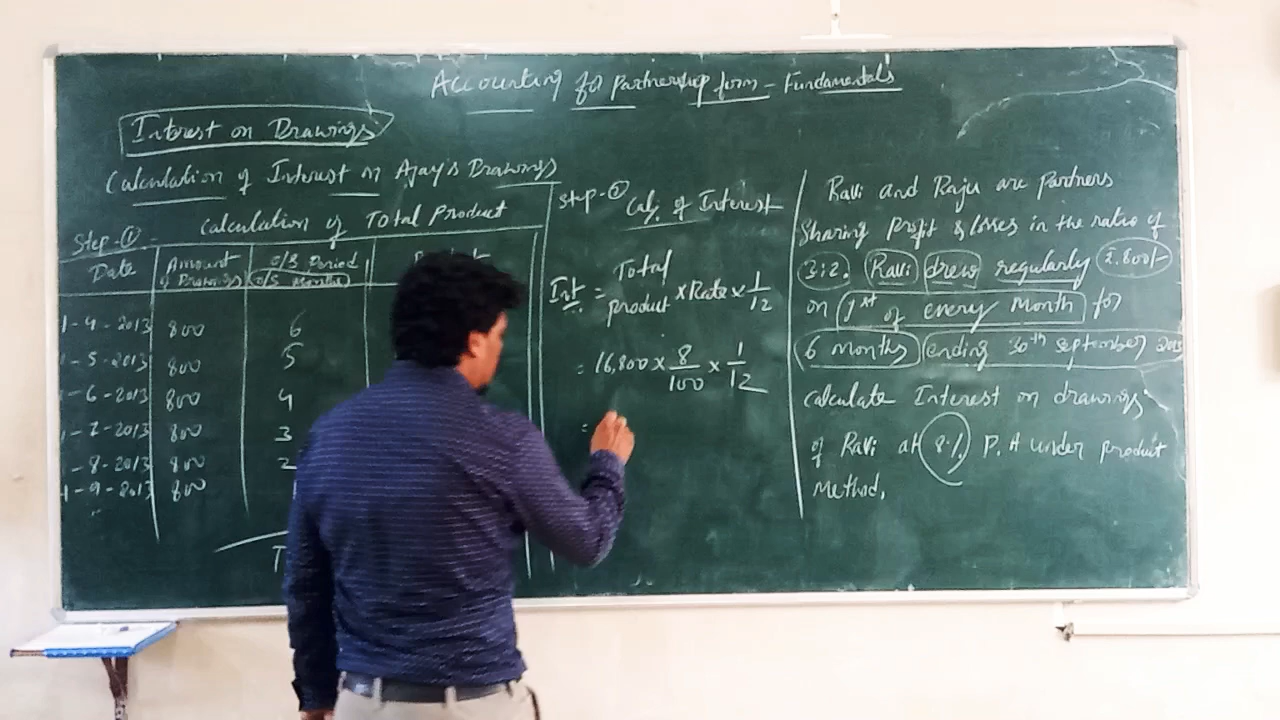 Accounting for Partnership form - Fundamentals
Interest on Drawings
Calculation of Interest on Ajay's Drawings
Step-① Calculation of Total Product
Date Amount of Drawings O/S Period O/S Months
1-4-2013 800 6
1-5-2013 800 5
1-6-2013 800 4
1-7-2013 800 3
1-8-2013 800 2
1-9-2013 800
T
Step-② Cal. of Interest
Int = Total product × Rate × 1/12
= 16,800 × 8/100 × 1/12
=
Ravi and Raju are Partners
Sharing Profit & losses in the ratio of
3:2. Ravi drew regularly 2.800/-
on 1st of every Month for
6 months ending 30th September 2013
Calculate Interest on drawings
of Ravi at 8% P.A under product
Method.